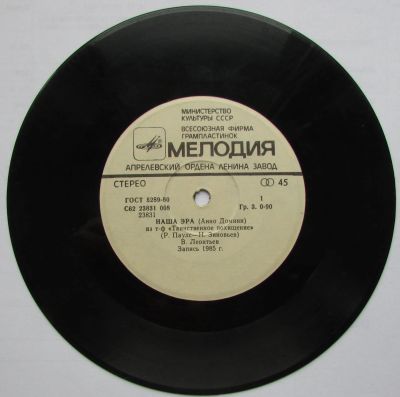 МИНИСТЕРСТВО
КУЛЬТУРЫ СССР
ВСЕСОЮЗНАЯ ФИРМА
ГРАМПЛАСТИНОК
МЕЛОДИЯ
АПРЕЛЕВСКИЙ ОРДЕНА ЛЕНИНА ЗАВОД
СТЕРЕО 45
ГОСТ 5289-80 1
С62 23831 008 Гр. 3. 0-90
23831
НАША ЭРА (Анно Домини)
из т-ф «Таинственное похищение»
(Р. Паулс—Н. Зиновьев)
В. Леонтьев
Запись 1985 г.